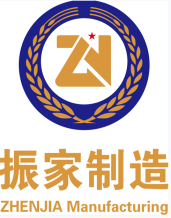 振家制造
ZHENJIA Manufacturing